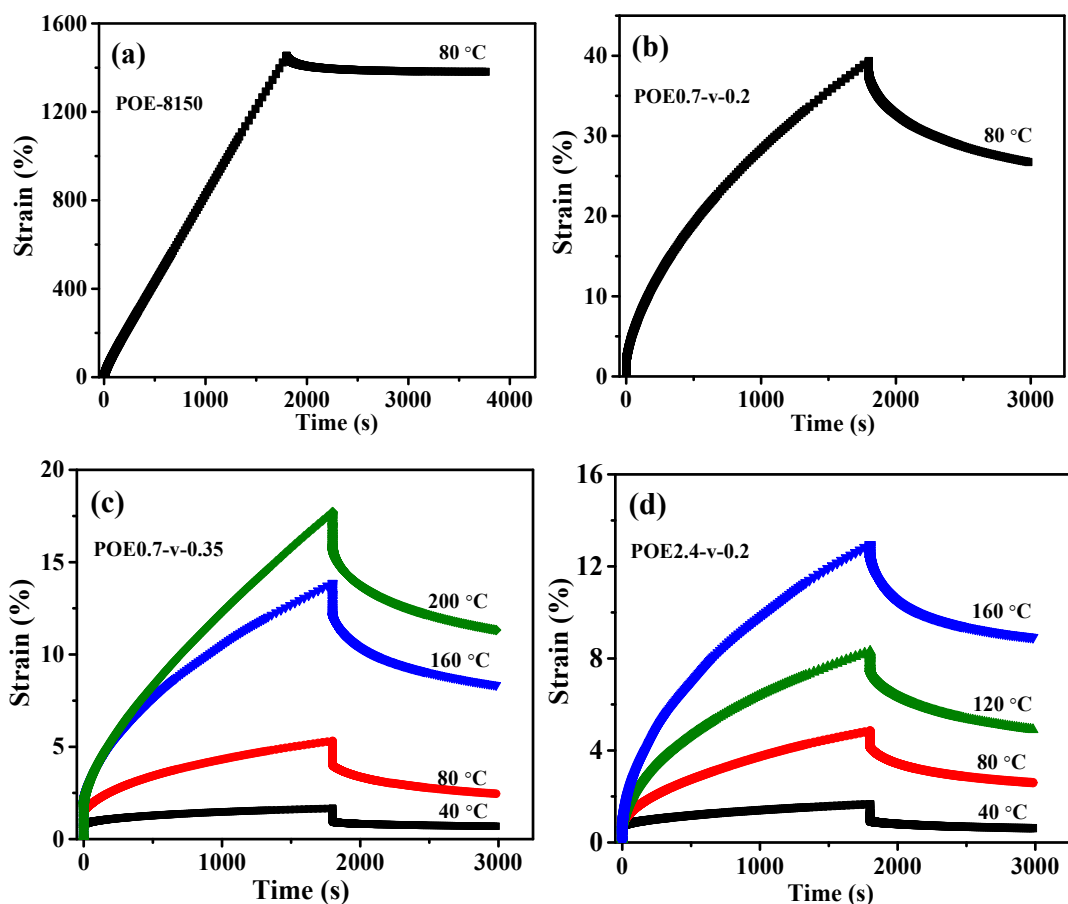 (a)
POE-8150
80 °C
Strain (%)
1600
1200
800
400
0
0 1000 2000 3000 4000
Time (s)
(b)
POE0.7-v-0.2
80 °C
Strain (%)
40
30
20
10
0
0 1000 2000 3000
Time (s)
(c)
POE0.7-v-0.35
200 °C
160 °C
80 °C
40 °C
Strain (%)
20
15
10
5
0
0 1000 2000 3000
Time (s)
(d)
POE2.4-v-0.2
160 °C
120 °C
80 °C
40 °C
Strain (%)
16
12
8
4
0
0 1000 2000 3000
Time (s)